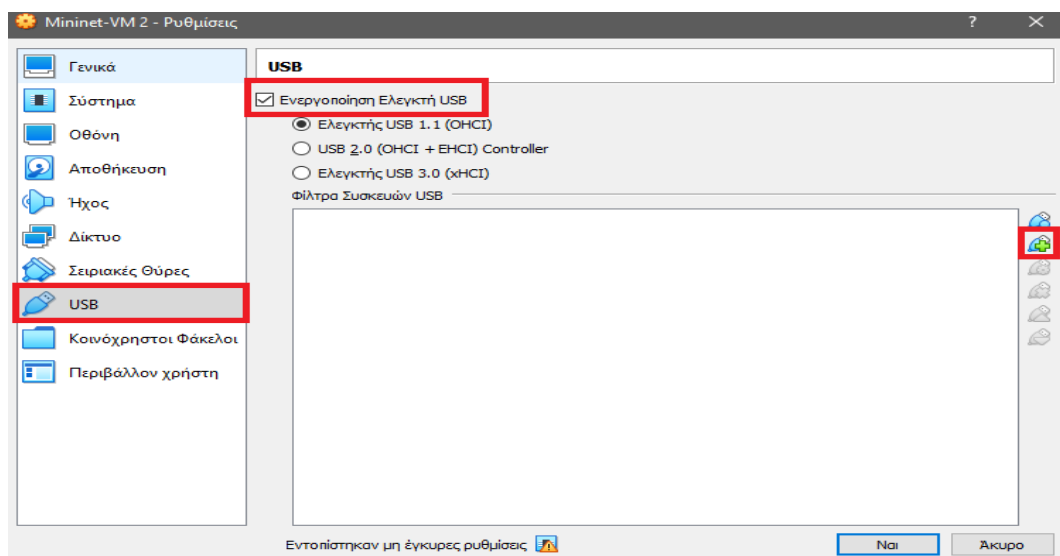 Mininet-VM 2 - Ρυθμίσεις
?
Γενικά
Σύστημα
Οθόνη
Αποθήκευση
Ήχος
Δίκτυο
Σειριακές Θύρες
USB
Κοινόχρηστοι Φάκελοι
Περιβάλλον χρήστη
USB
Ενεργοποίηση Ελεγκτή USB
Ελεγκτής USB 1.1 (OHCI)
USB 2.0 (OHCI + EHCI) Controller
Ελεγκτής USB 3.0 (xHCI)
Φίλτρα Συσκευών USB
Εντοπίστηκαν μη έγκυρες ρυθμίσεις
Ναι
Άκυρο